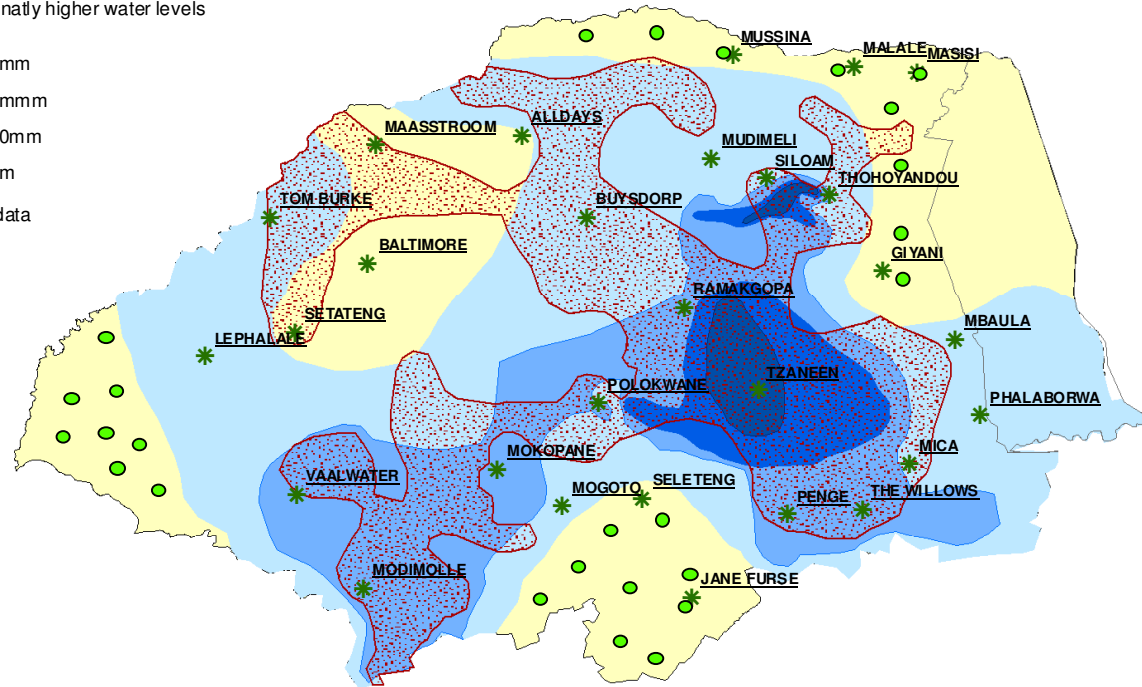 natly higher water levels
mm
mmm
0mm
m
data
MUSSINA
MALALE
MASISI
MAASSTROOM
ALLDAYS
MUDIMELI
SILOAM
THOHOYANDOU
TOM BURKE
BUYSDORP
BALTIMORE
GIYANI
RAMAKGOPA
SETATENG
MBAULA
LEPHALALE
TZANEEN
POLOKWANE
PHALABORWA
MICA
MOKOPANE
VAALWATER
SELETENG
MOGOTO
PENGE
THE WILLOWS
MODIMOLLE
JANE FURSE